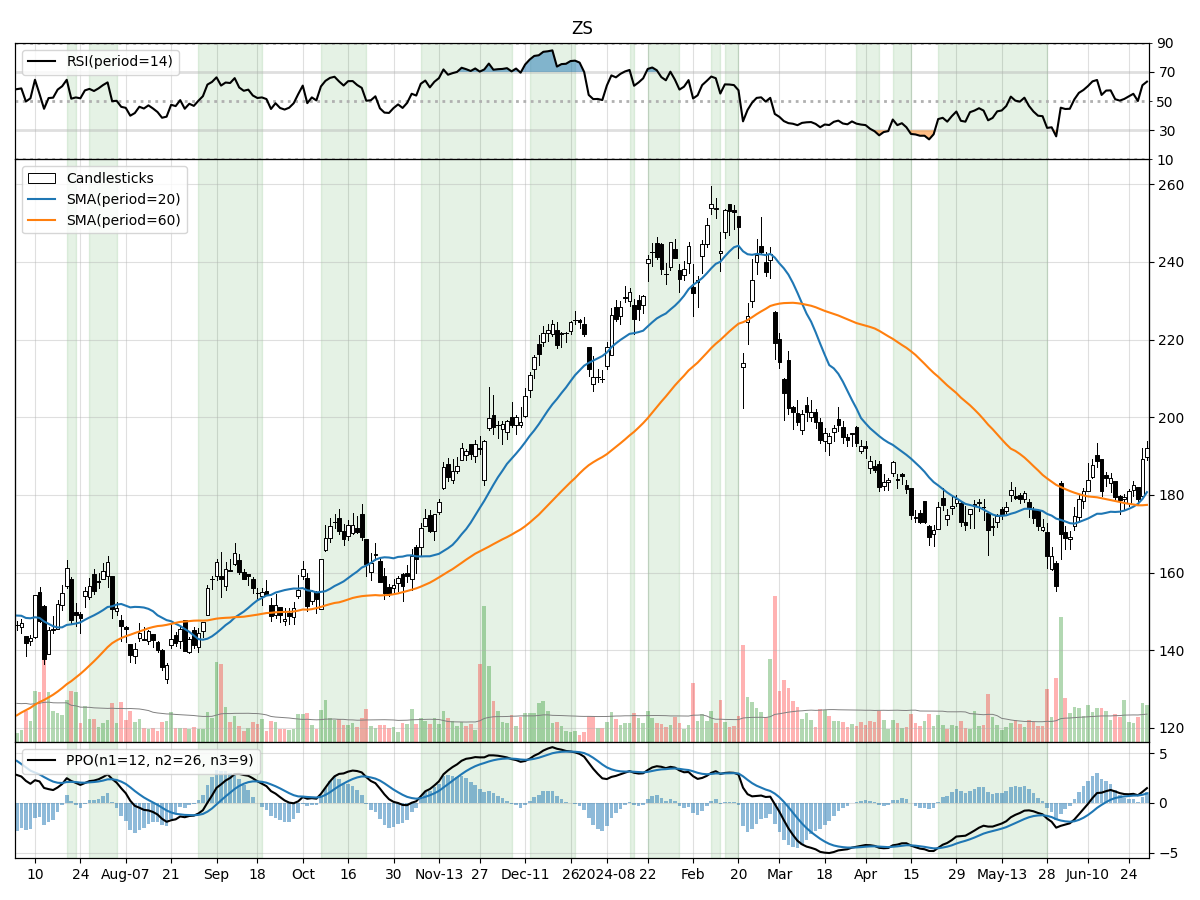 ZS
RSI(period=14)
90
70
50
30
10
Candlesticks
SMA(period=20)
SMA(period=60)
260
240
220
200
180
160
140
120
PPO(n1=12, n2=26, n3=9)
5
0
−5
10 24 Aug-07 21 Sep 18 Oct 16 30 Nov-13 27 Dec-11 26 2024-08 22 Feb 20 Mar 18 Apr 15 29 May-13 28 Jun-10 24